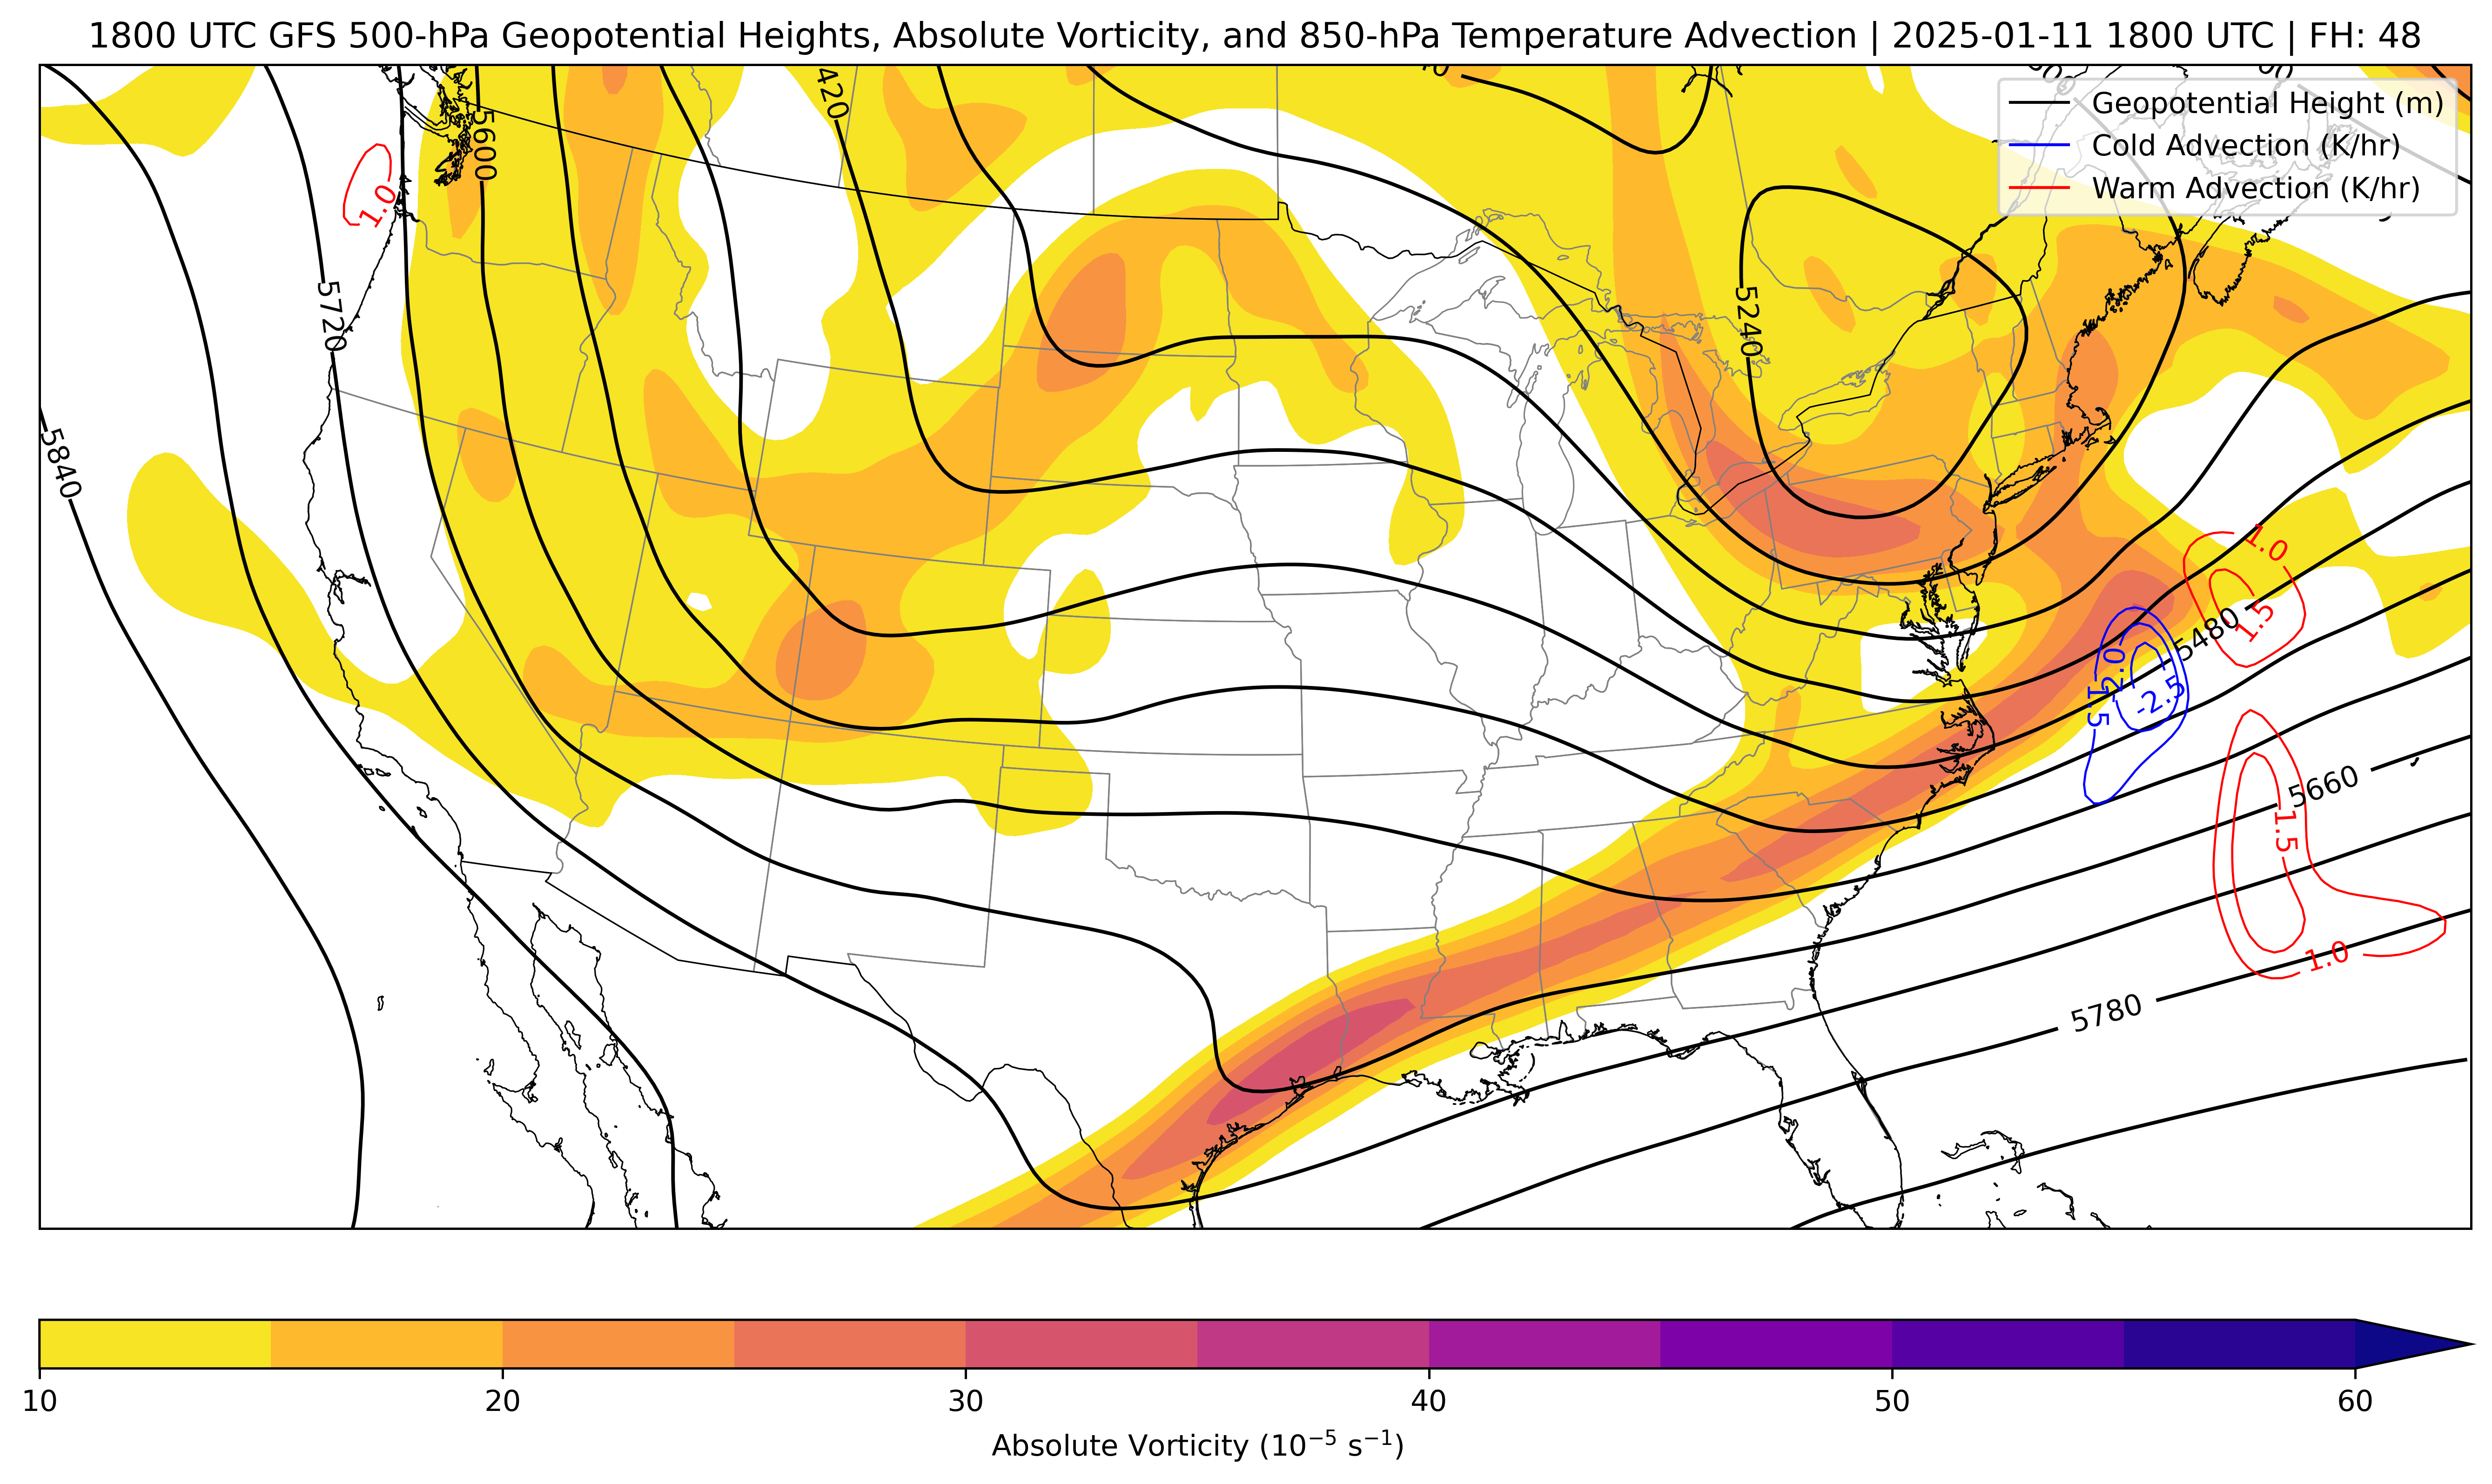 1800 UTC GFS 500-hPa Geopotential Heights, Absolute Vorticity, and 850-hPa Temperature Advection | 2025-01-11 1800 UTC | FH: 48
Geopotential Height (m)
Cold Advection (K/hr)
Warm Advection (K/hr)
5600
1.0
5720
5240
5840
1.0
1.5
5480
-2.0
-1.5
-2.5
5660
1.5
1.0
5780
10 20 30 40 50 60
Absolute Vorticity (10⁻⁵ s⁻¹)